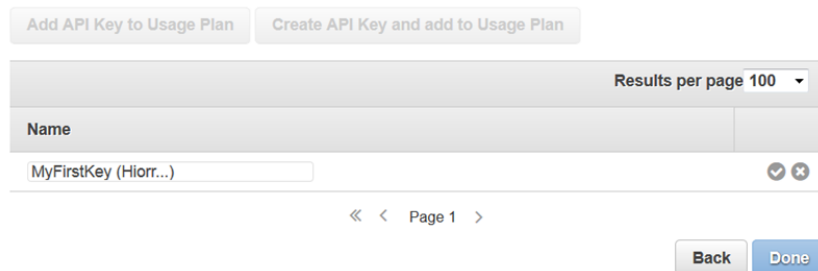 Add API Key to Usage Plan Create API Key and add to Usage Plan
Results per page 100
Name
MyFirstKey (Hiorr...)
« < Page 1 >
Back Done